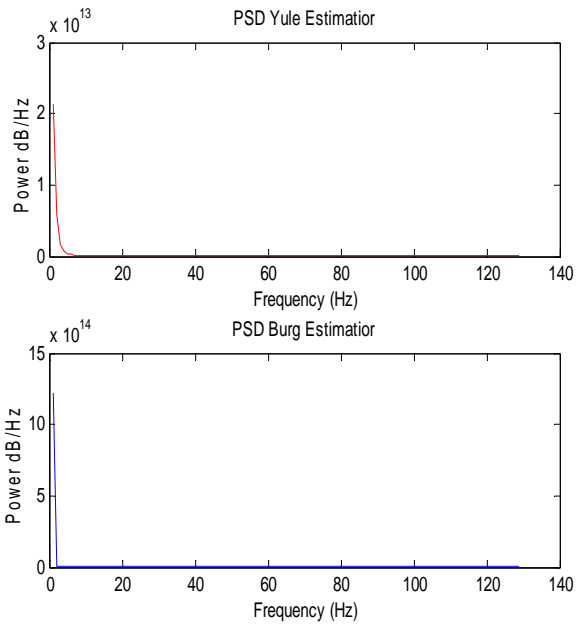 PSD Yule Estimatior
x 10^13
3
2
1
0
Power dB/Hz
0 20 40 60 80 100 120 140
Frequency (Hz)
PSD Burg Estimatior
x 10^14
15
10
5
0
Power dB/Hz
0 20 40 60 80 100 120 140
Frequency (Hz)